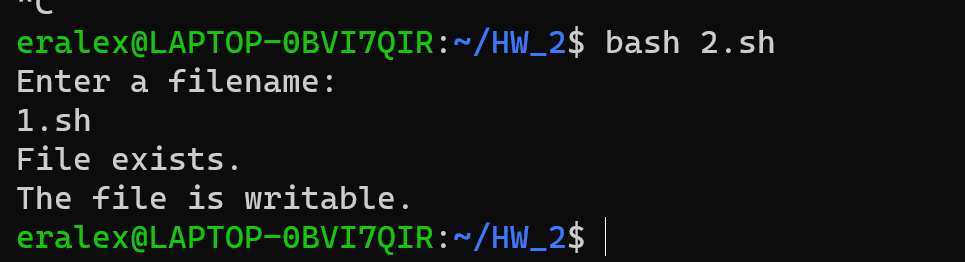 ^C
eralex@LAPTOP-0BVI7QIR:~/HW_2$ bash 2.sh
Enter a filename:
1.sh
File exists.
The file is writable.
eralex@LAPTOP-0BVI7QIR:~/HW_2$